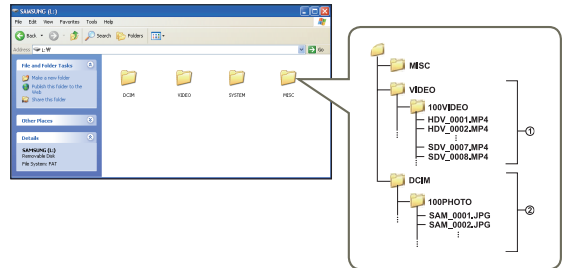 SAMSUNG (L:)
File Edit View Favorites Tools Help
Back Search Folders
Address L:\ Go
File and Folder Tasks
Make a new folder
Publish this folder to the Web
Share this folder
Other Places
Details
SAMSUNG (L:)
Removable Disk
File System: FAT
DCIM VIDEO SYSTEM MISC
MISC
VIDEO
100VIDEO
HDV_0001.MP4
HDV_0002.MP4
SDV_0007.MP4
SDV_0008.MP4
①
DCIM
100PHOTO
SAM_0001.JPG
SAM_0002.JPG
②